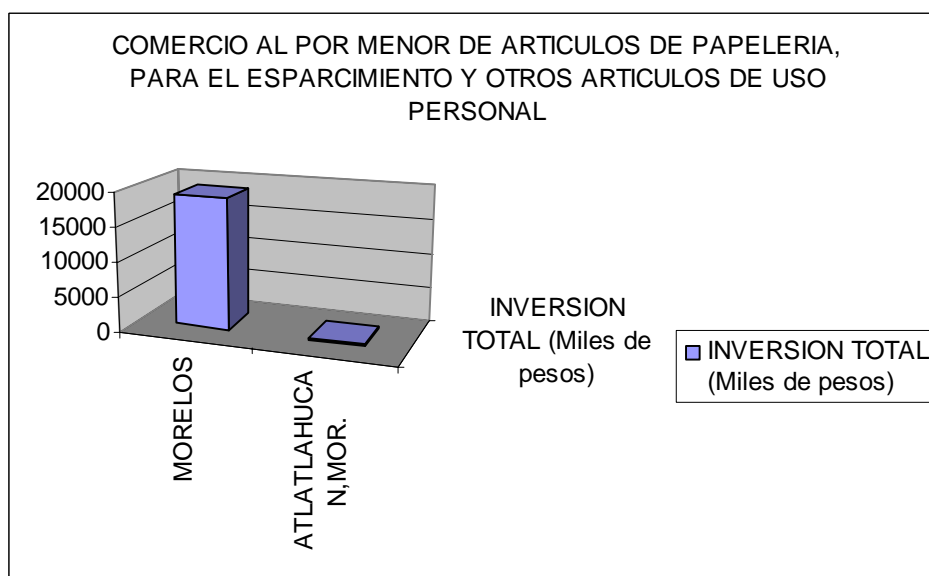 COMERCIO AL POR MENOR DE ARTICULOS DE PAPELERIA,
PARA EL ESPARCIMIENTO Y OTROS ARTICULOS DE USO
PERSONAL
20000
15000
10000
5000
0
MORELOS
ATLATLAHUCA
N,MOR.
INVERSION
TOTAL (Miles de
pesos)
INVERSION TOTAL
(Miles de pesos)